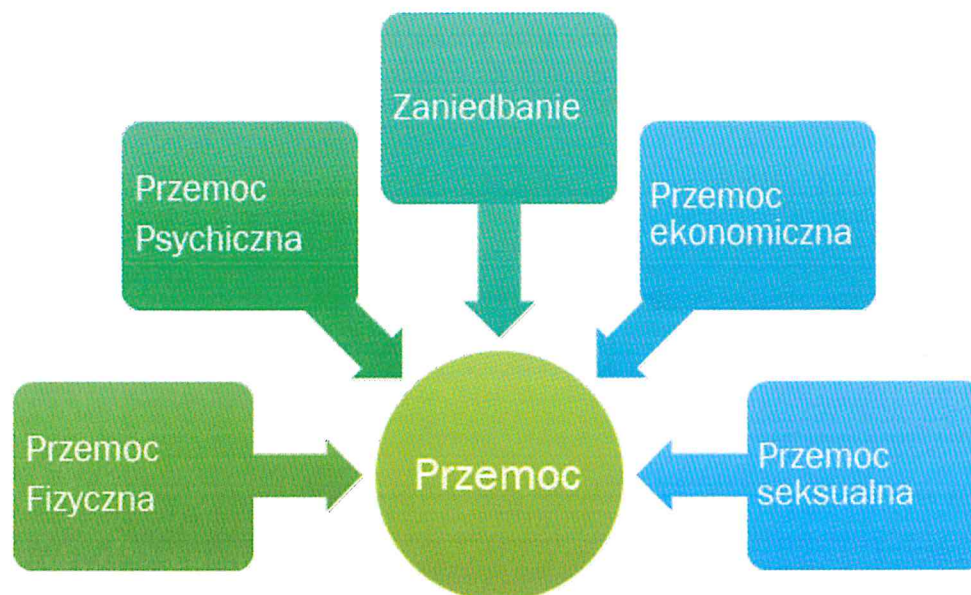 Zaniedbanie
Przemoc
Psychiczna
Przemoc
ekonomiczna
Przemoc
Fizyczna
Przemoc
Przemoc
seksualna